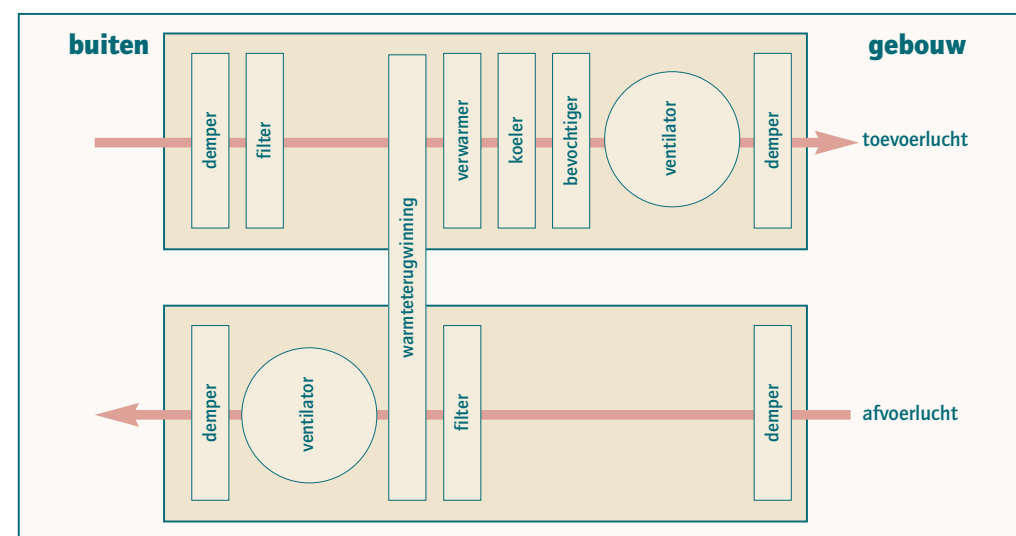 buiten
gebouw
demper
filter
warmteterugwinning
verwarmer
koeler
bevochtiger
ventilator
demper
toevoerlucht
demper
ventilator
filter
demper
afvoerlucht